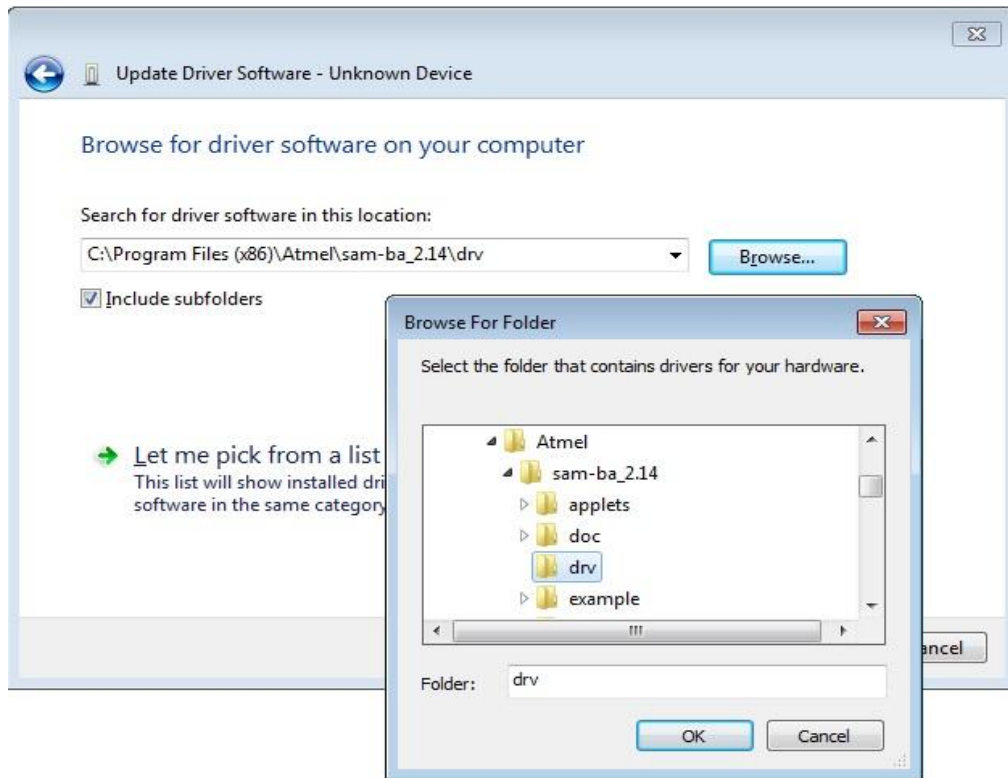 Update Driver Software - Unknown Device
Browse for driver software on your computer
Search for driver software in this location:
C:\Program Files (x86)\Atmel\sam-ba_2.14\drv
Browse...
Include subfolders
Let me pick from a list
This list will show installed dri
software in the same category
ancel
Browse For Folder
Select the folder that contains drivers for your hardware.
Atmel
sam-ba_2.14
applets
doc
drv
example
Folder:
drv
OK
Cancel